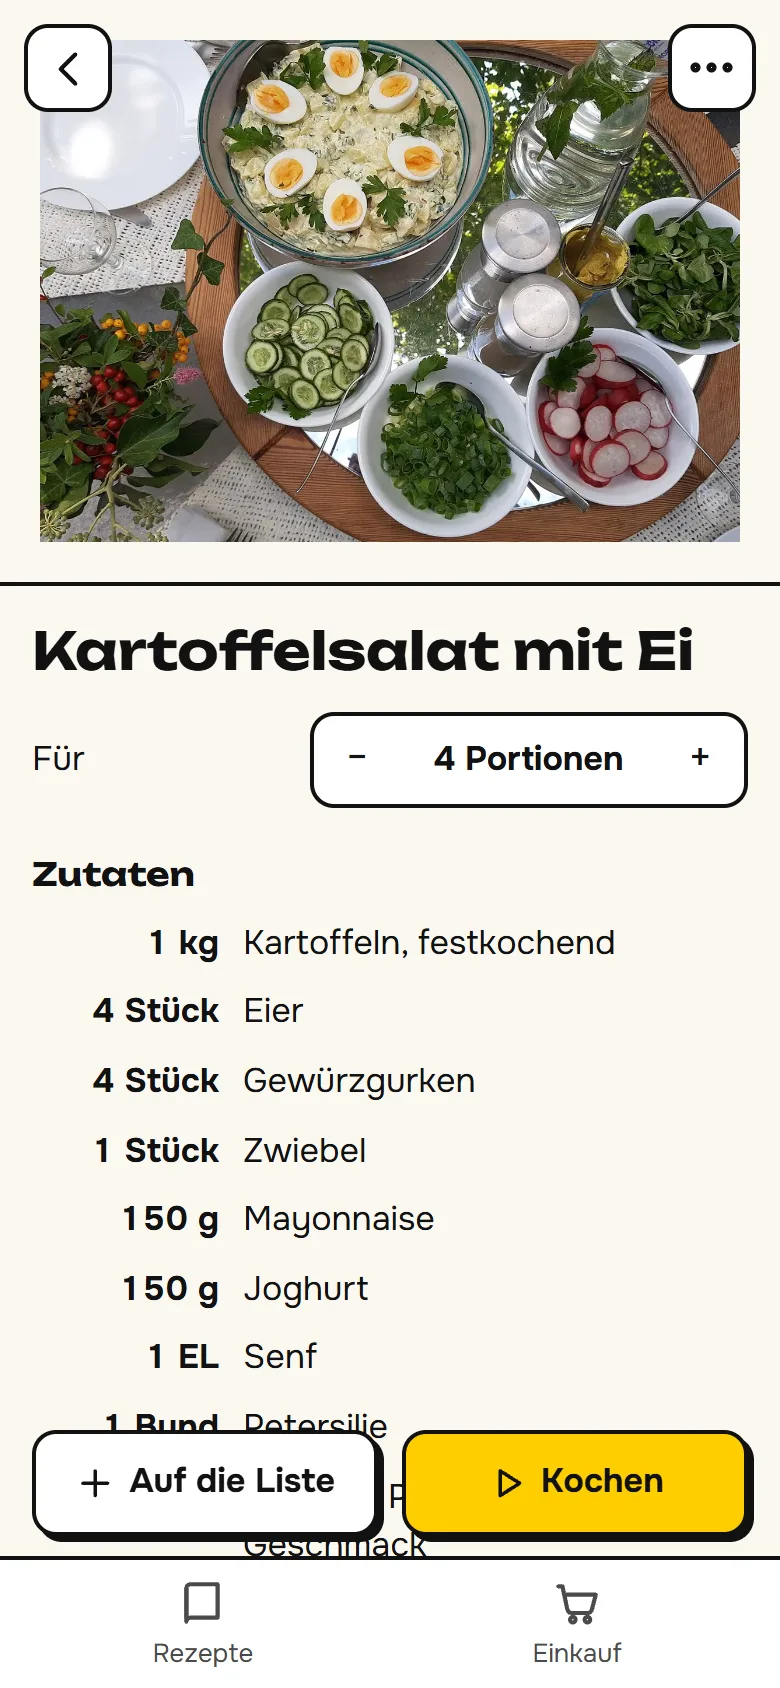 Kartoffelsalat mit Ei
Für
− 4 Portionen +
Zutaten
1 kg Kartoffeln, festkochend
4 Stück Eier
4 Stück Gewürzgurken
1 Stück Zwiebel
150 g Mayonnaise
150 g Joghurt
1 EL Senf
1 Bund Petersilie
Auf die Liste
Kochen
Geschmack
Rezepte
Einkauf